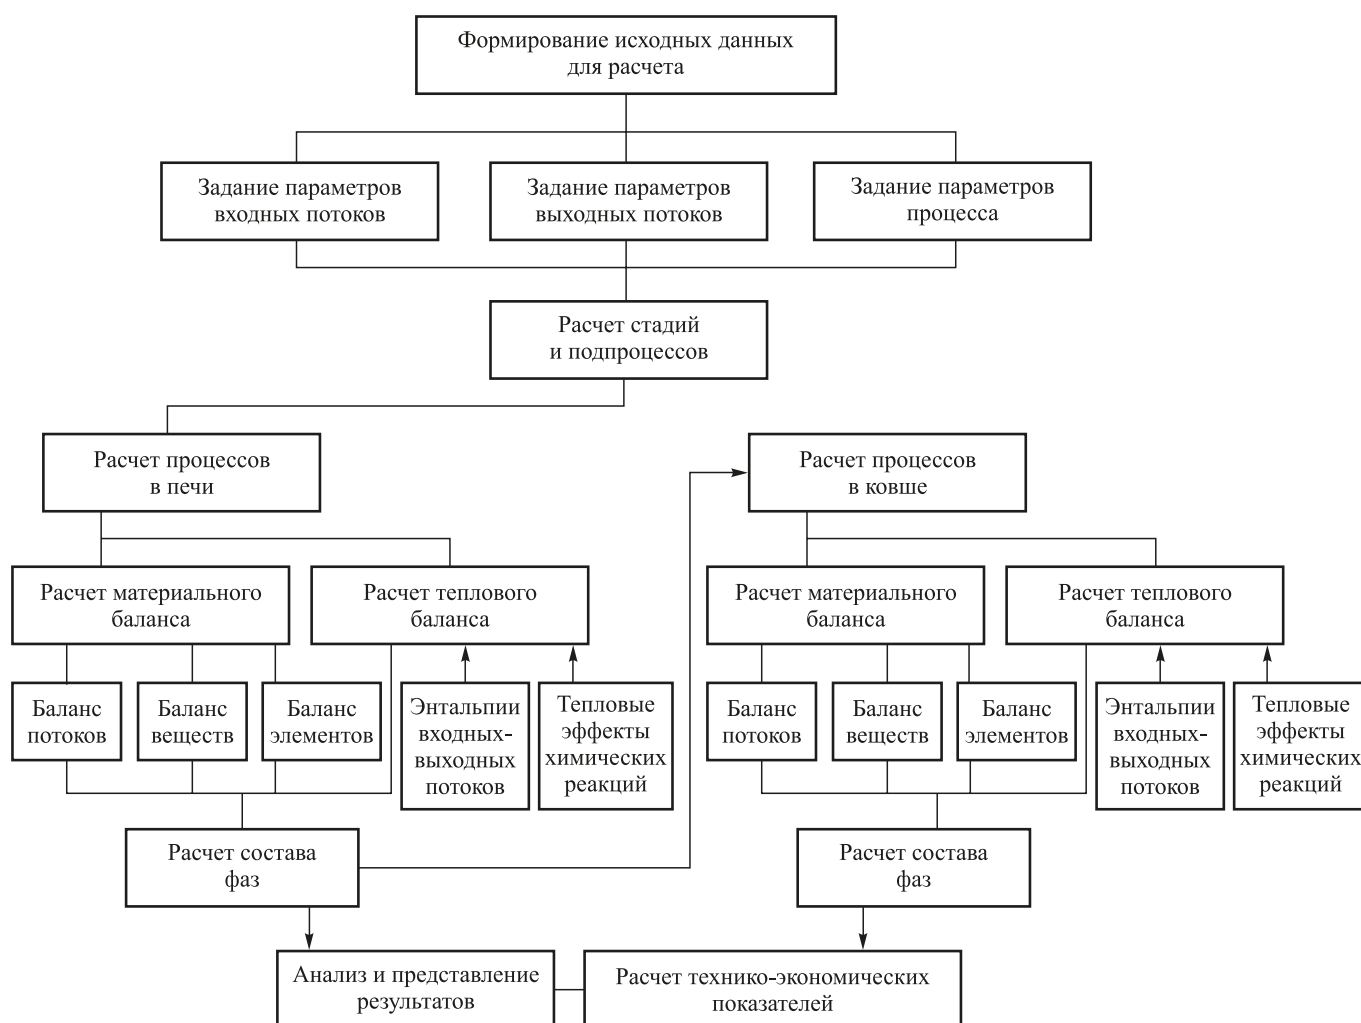 Формирование исходных данных
для расчета
Задание параметров
входных потоков
Задание параметров
выходных потоков
Задание параметров
процесса
Расчет стадий
и подпроцессов
Расчет процессов
в печи
Расчет процессов
в ковше
Расчет материального
баланса
Расчет теплового
баланса
Расчет материального
баланса
Расчет теплового
баланса
Баланс
потоков
Баланс
веществ
Баланс
элементов
Энтальпии
входных-
выходных
потоков
Тепловые
эффекты
химических
реакций
Баланс
потоков
Баланс
веществ
Баланс
элементов
Энтальпии
входных-
выходных
потоков
Тепловые
эффекты
химических
реакций
Расчет состава
фаз
Расчет состава
фаз
Анализ и представление
результатов
Расчет технико-экономических
показателей